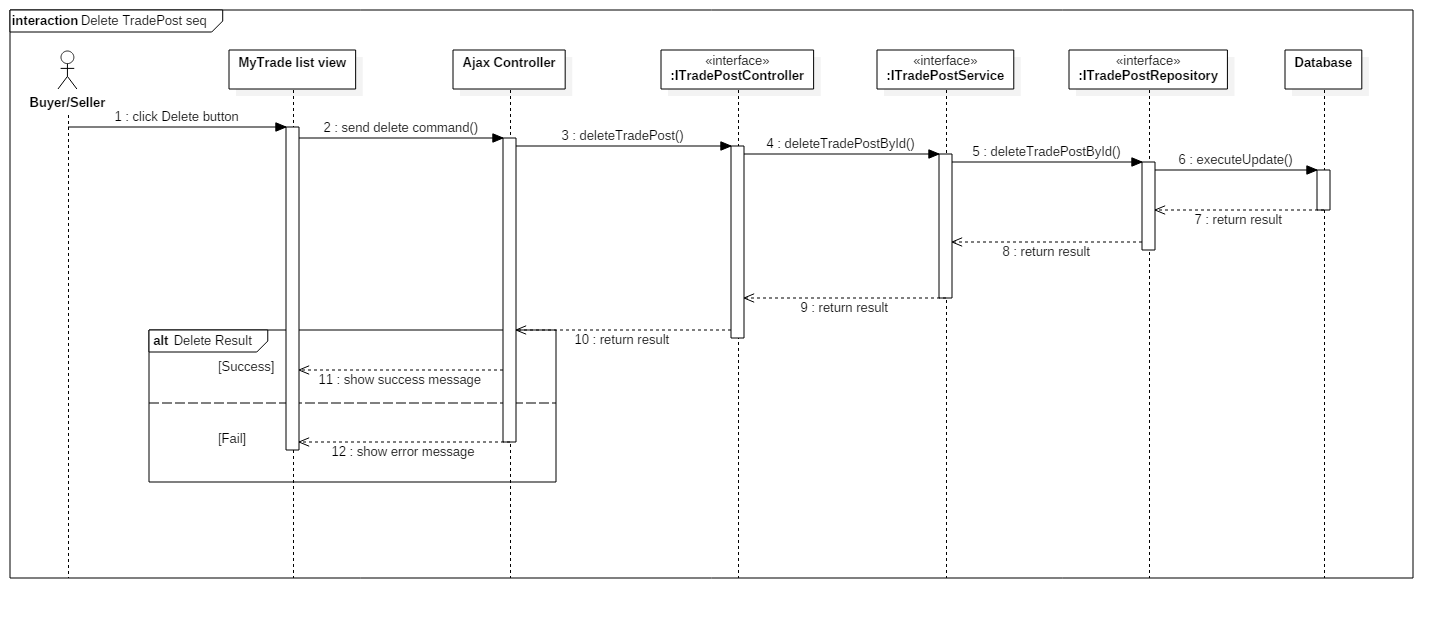 interaction Delete TradePost seq
Buyer/Seller
MyTrade list view
Ajax Controller
«interface»
:ITradePostController
«interface»
:ITradePostService
«interface»
:ITradePostRepository
Database
1 : click Delete button
2 : send delete command()
3 : deleteTradePost()
4 : deleteTradePostById()
5 : deleteTradePostById()
6 : executeUpdate()
7 : return result
8 : return result
9 : return result
10 : return result
alt Delete Result
[Success]
11 : show success message
[Fail]
12 : show error message